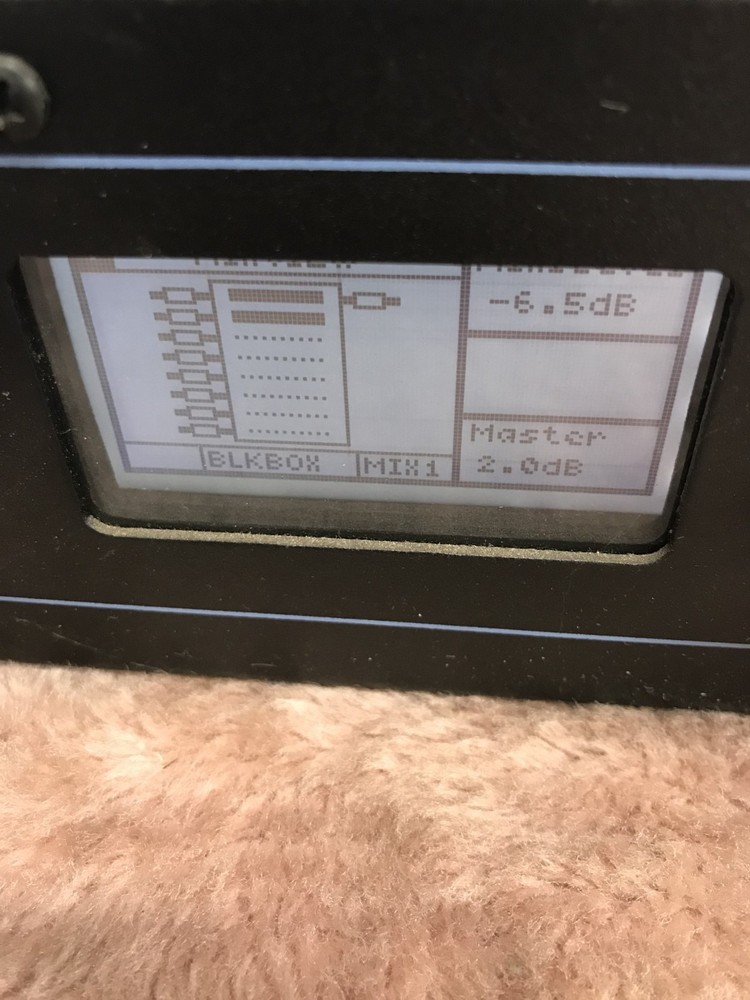 -6.5dB
Master
2.0dB
BLKBOX
MIX1